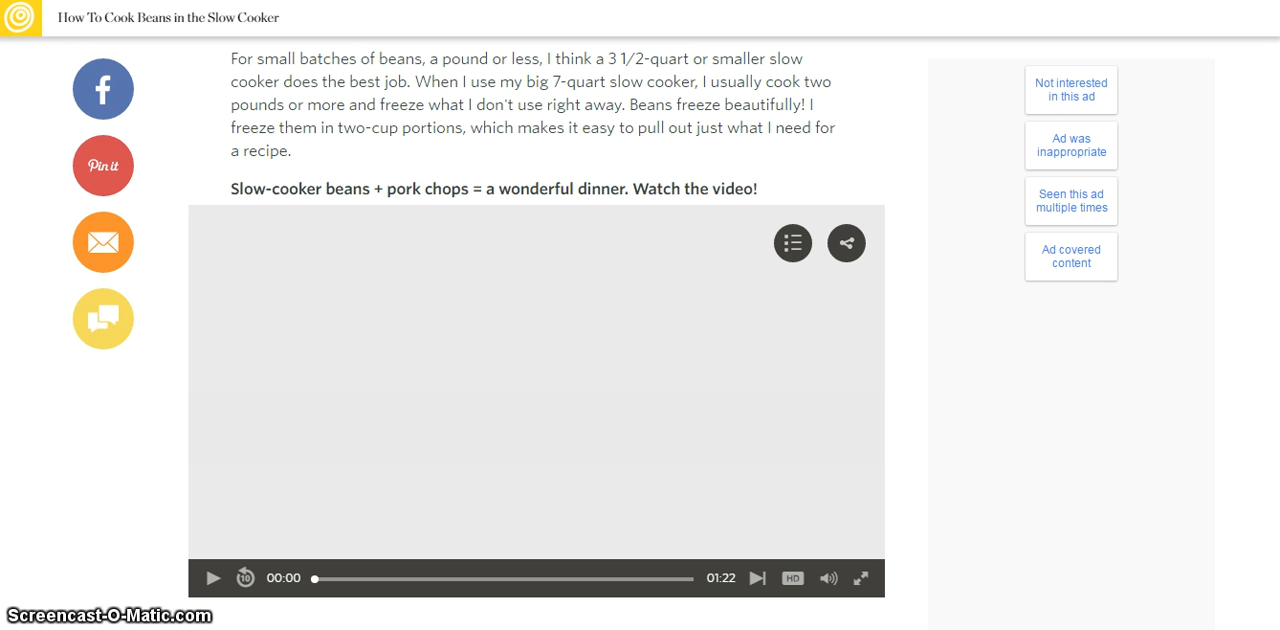 How To Cook Beans in the Slow Cooker
For small batches of beans, a pound or less, I think a 3 1/2-quart or smaller slow
cooker does the best job. When I use my big 7-quart slow cooker, I usually cook two
pounds or more and freeze what I don't use right away. Beans freeze beautifully! I
freeze them in two-cup portions, which makes it easy to pull out just what I need for
a recipe.
Slow-cooker beans + pork chops = a wonderful dinner. Watch the video!
f
Pin it
Not interested
in this ad
Ad was
inappropriate
Seen this ad
multiple times
Ad covered
content
10
00:00
01:22
HD
Screencast-O-Matic.com